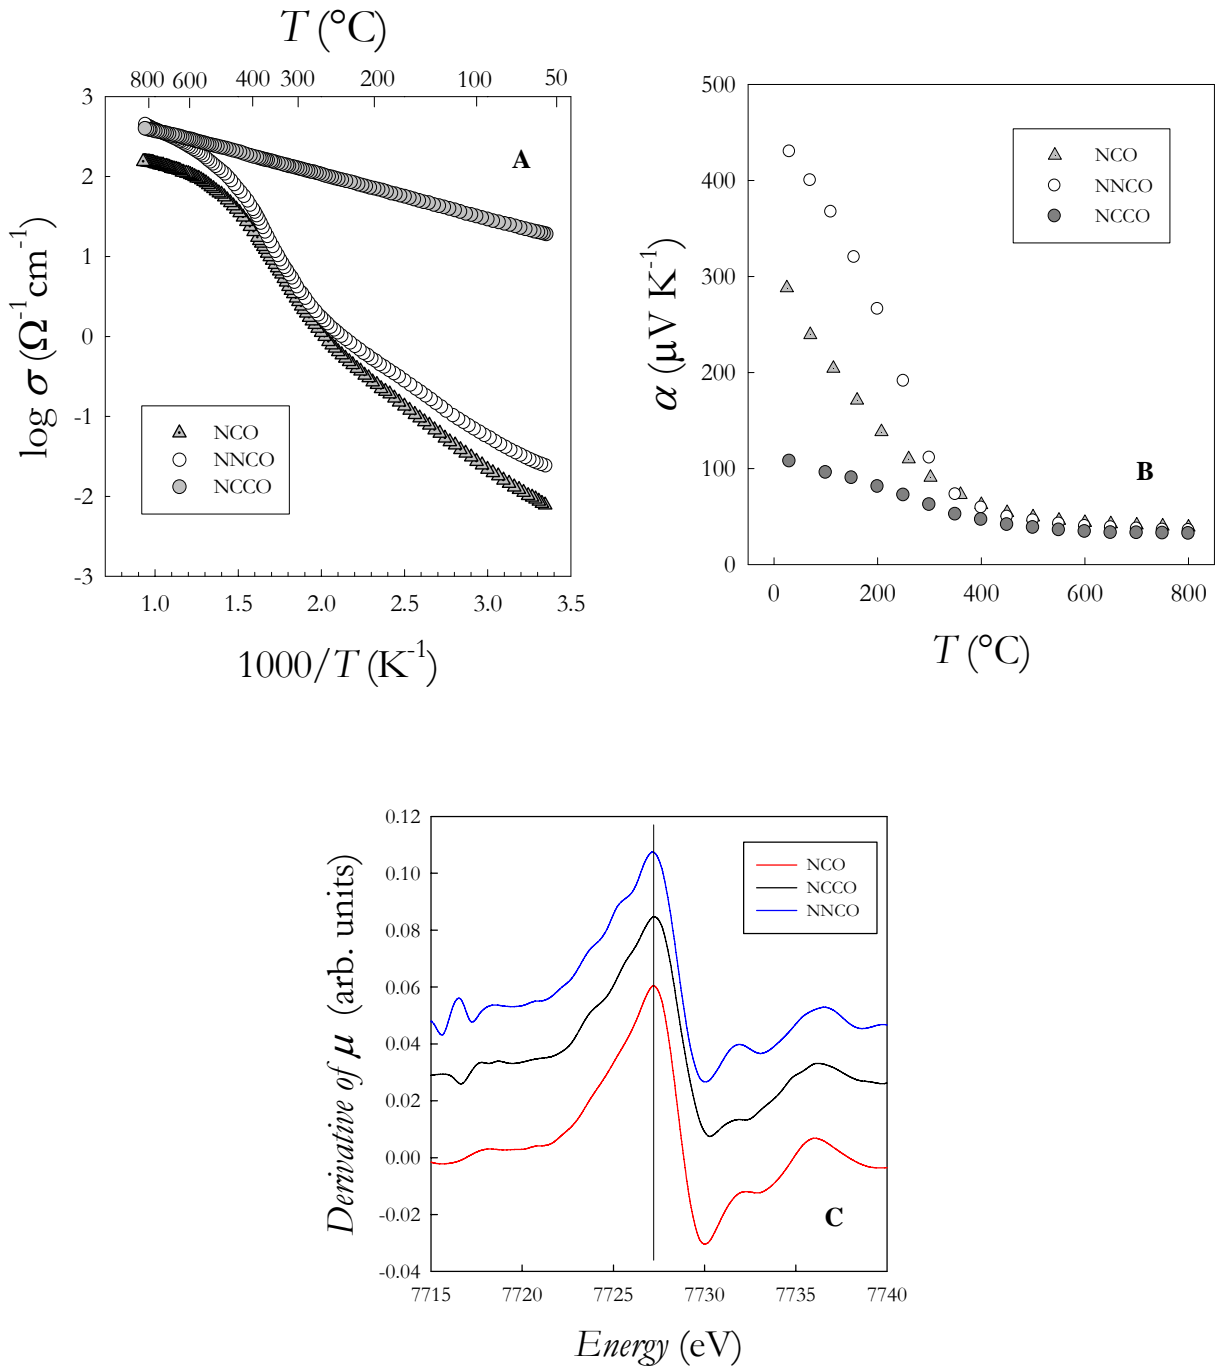 T (°C)
800 600 400 300 200 100 50
3
2
1
0
-1
-2
-3
log σ (Ω⁻¹ cm⁻¹)
A
NCO
NNCO
NCCO
1.0 1.5 2.0 2.5 3.0 3.5
1000/T (K⁻¹)
500
400
300
200
100
0
α (μV K⁻¹)
NCO
NNCO
NCCO
B
0 200 400 600 800
T (°C)
0.12
0.10
0.08
0.06
0.04
0.02
0.00
-0.02
-0.04
Derivative of μ (arb. units)
NCO
NCCO
NNCO
C
7715 7720 7725 7730 7735 7740
Energy (eV)